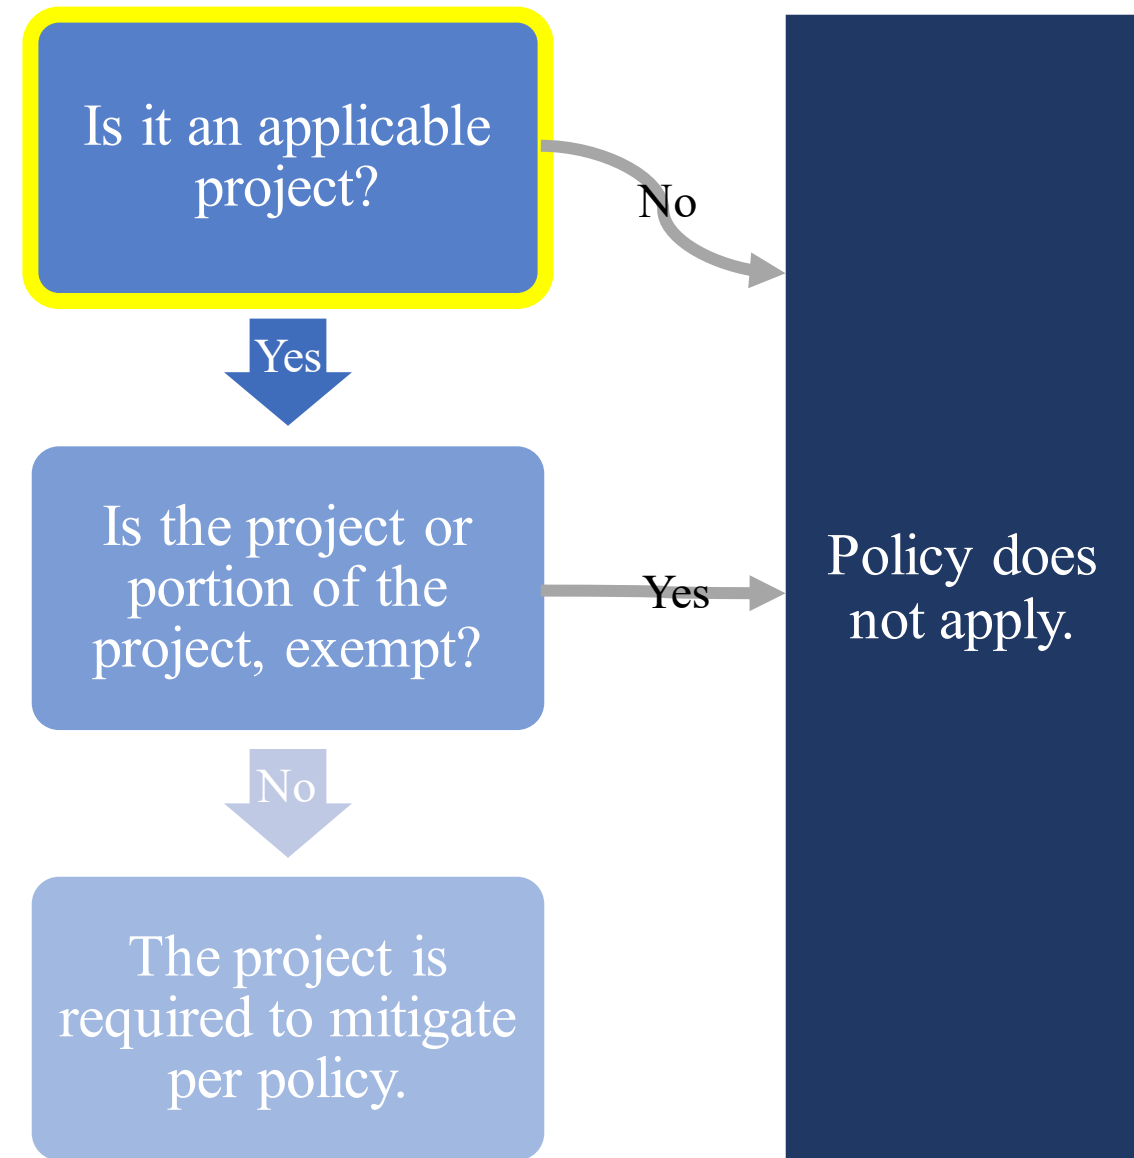 Is it an applicable
project?
No
Yes
Is the project or
portion of the
project, exempt?
Yes
Policy does
not apply.
No
The project is
required to mitigate
per policy.